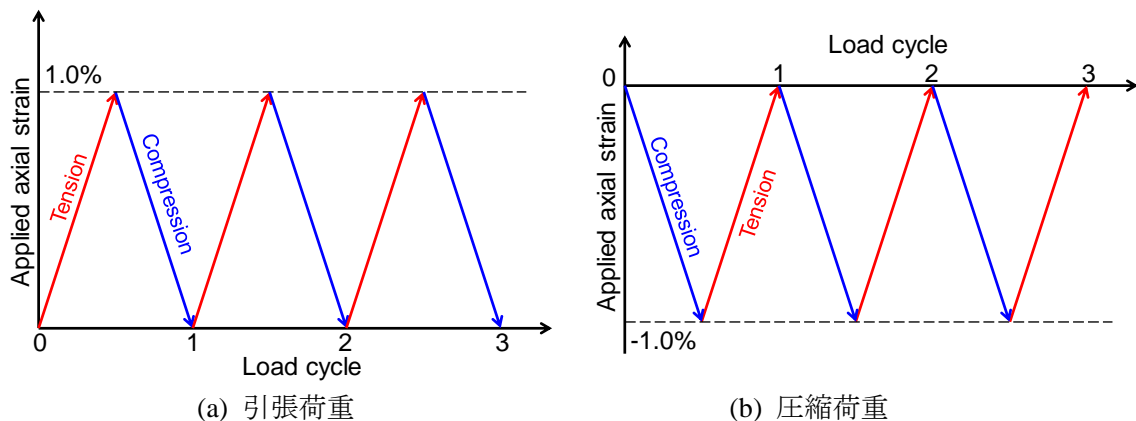 Applied axial strain
1.0%
Tension
Compression
0
1
2
3
Load cycle
(a) 引張荷重
Load cycle
0
1
2
3
Applied axial strain
Compression
Tension
-1.0%
(b) 圧縮荷重